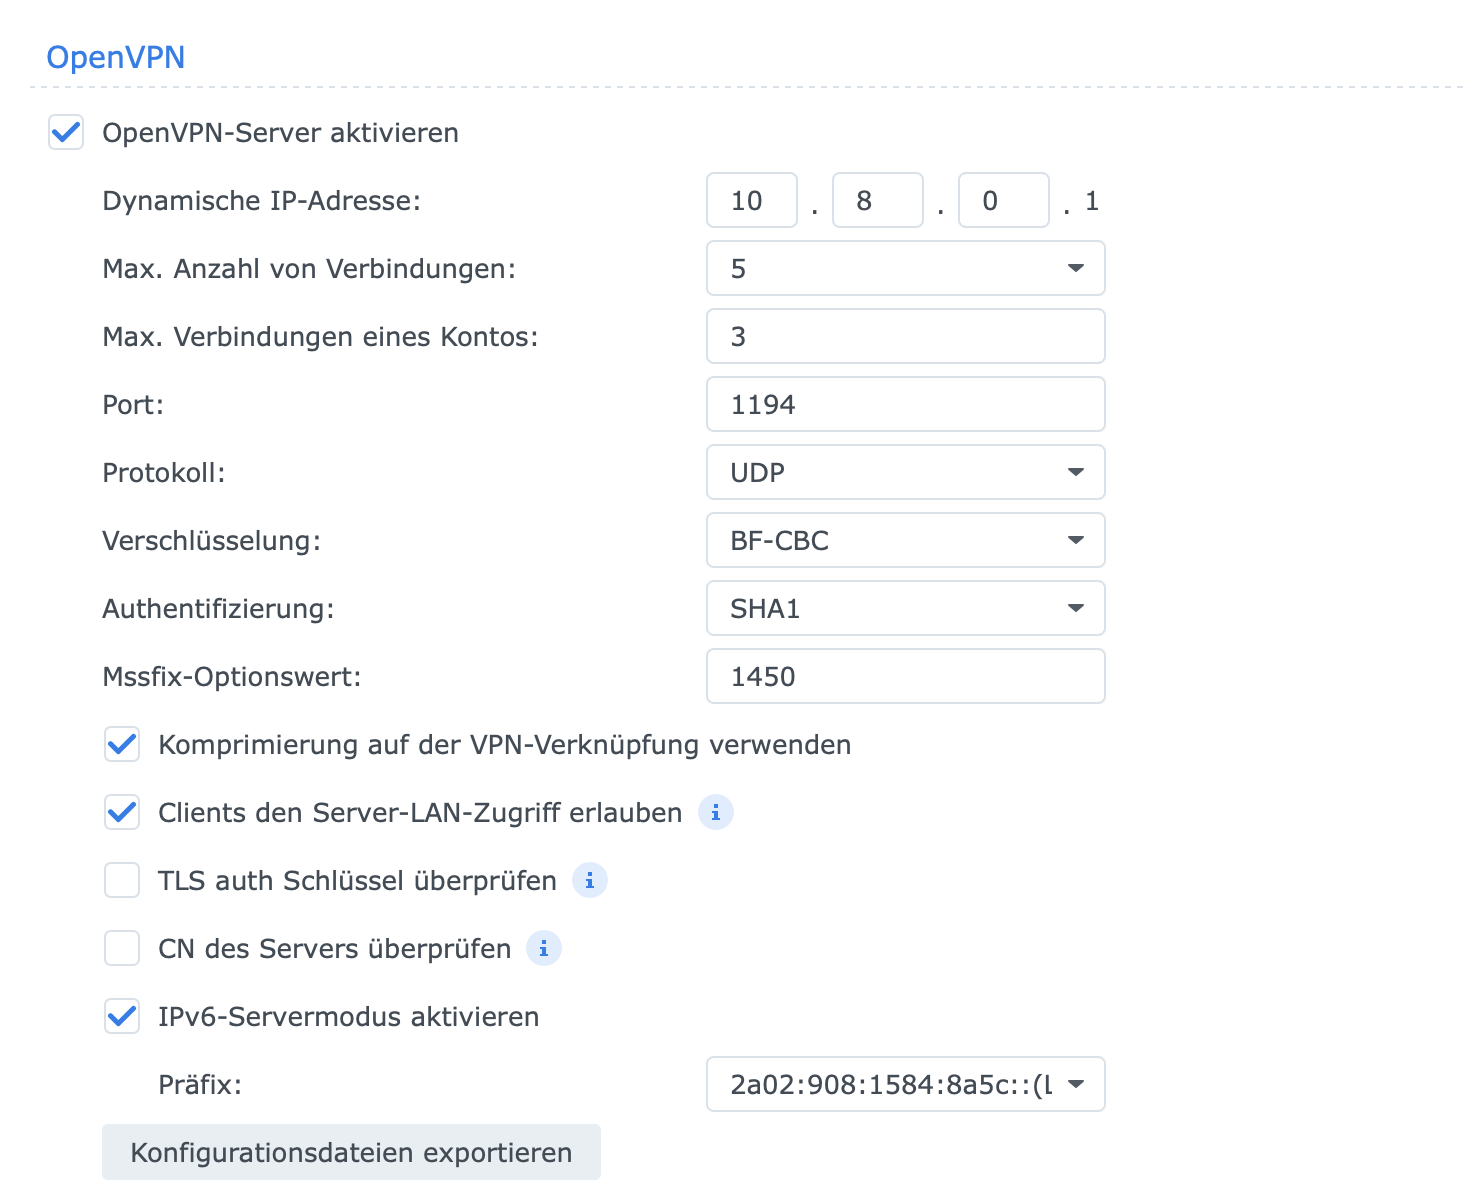 OpenVPN
OpenVPN-Server aktivieren
Dynamische IP-Adresse: 10 . 8 . 0 . 1
Max. Anzahl von Verbindungen: 5
Max. Verbindungen eines Kontos: 3
Port: 1194
Protokoll: UDP
Verschlüsselung: BF-CBC
Authentifizierung: SHA1
Mssfix-Optionswert: 1450
Komprimierung auf der VPN-Verknüpfung verwenden
Clients den Server-LAN-Zugriff erlauben i
TLS auth Schlüssel überprüfen i
CN des Servers überprüfen i
IPv6-Servermodus aktivieren
Präfix: 2a02:908:1584:8a5c::(L
Konfigurationsdateien exportieren